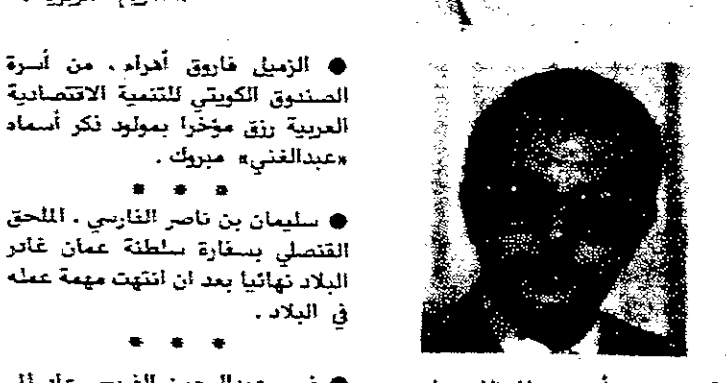 ● الزميل فاروق أهرام، من أسرة
الصندوق الكويتي للتنمية الاقتصادية
العربية رزق مؤخرا بمولود ذكر أسماه
«عبدالغني» مبروك.
* * *
● سليمان بن ناصر الفارسي. الملحق
القنصلي بسفارة سلطنة عمان غادر
البلاد نهائيا بعد ان انتهت مهمة عمله
في البلاد.
* * *